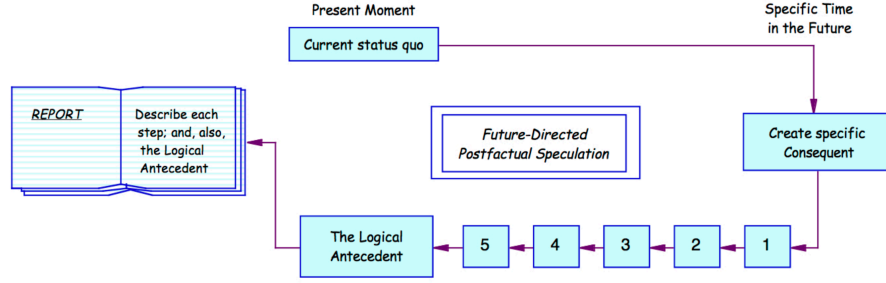 Present Moment
Specific Time
in the Future
Current status quo
REPORT
Describe each
step; and, also,
the Logical
Antecedent
Future-Directed
Postfactual Speculation
Create specific
Consequent
The Logical
Antecedent
5
4
3
2
1